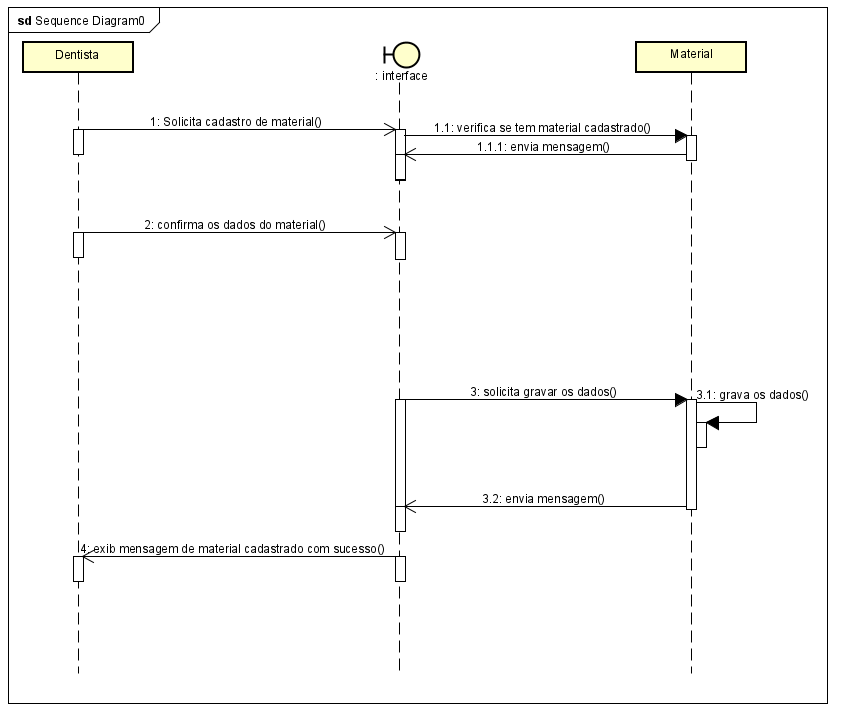 sd Sequence Diagram0
Dentista
: interface
Material
1: Solicita cadastro de material()
1.1: verifica se tem material cadastrado()
1.1.1: envia mensagem()
2: confirma os dados do material()
3: solicita gravar os dados()
3.1: grava os dados()
3.2: envia mensagem()
4: exib mensagem de material cadastrado com sucesso()